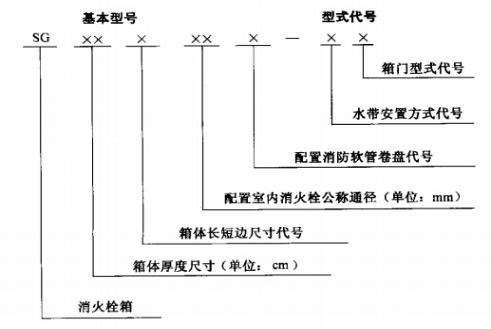 基本型号 型式代号
SG ×× × ×× × — × ×
箱门型式代号
水带安置方式代号
配置消防软管卷盘代号
配置室内消火栓公称通径（单位：mm）
箱体长短边尺寸代号
箱体厚度尺寸（单位：cm）
消火栓箱